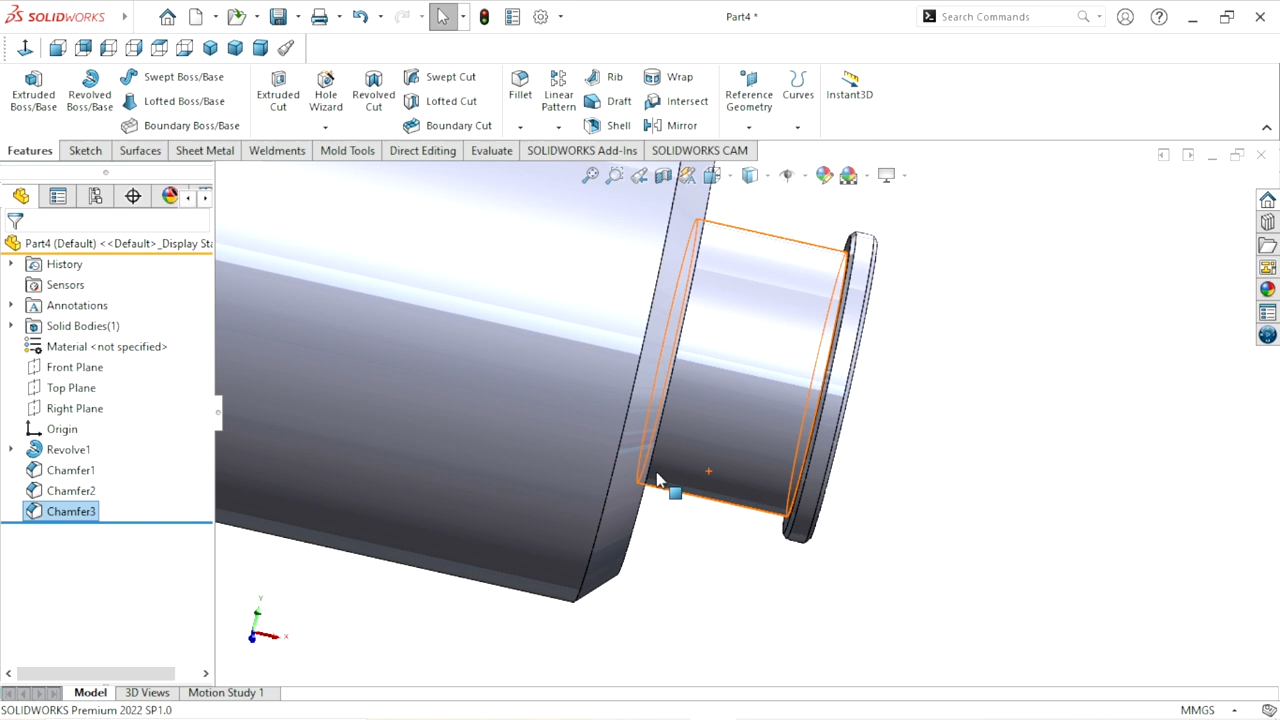 SOLIDWORKS
Part4 *
Search Commands
Extruded Boss/Base
Revolved Boss/Base
Swept Boss/Base
Lofted Boss/Base
Boundary Boss/Base
Extruded Cut
Hole Wizard
Revolved Cut
Swept Cut
Lofted Cut
Boundary Cut
Fillet
Linear Pattern
Rib
Draft
Shell
Wrap
Intersect
Mirror
Reference Geometry
Curves
Instant3D
Features
Sketch
Surfaces
Sheet Metal
Weldments
Mold Tools
Direct Editing
Evaluate
SOLIDWORKS Add-Ins
SOLIDWORKS CAM
Part4 (Default) <<Default>_Display Sta
History
Sensors
Annotations
Solid Bodies(1)
Material <not specified>
Front Plane
Top Plane
Right Plane
Origin
Revolve1
Chamfer1
Chamfer2
Chamfer3
Y
X
Model
3D Views
Motion Study 1
SOLIDWORKS Premium 2022 SP1.0
MMGS